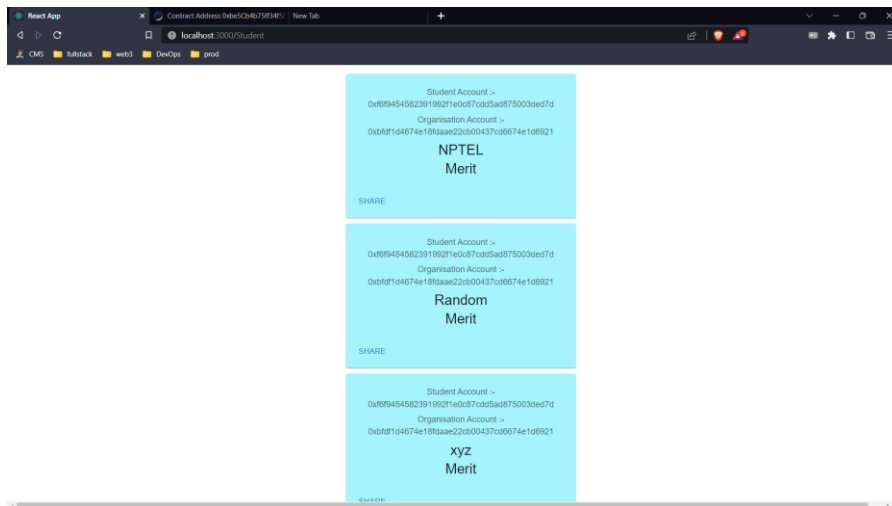 React App
Contract Address 0xbe5Cb4b75ff34f5
New Tab
localhost:3000/Student
CMS
fullstack
web3
DevOps
prod
Student Account :-
0xf6f9454582391992f1e0c87cdd5ad875003ded7d
Organisation Account :-
0xbfdf1d4674e18fdaae22cb00437cd6674e1d6921
NPTEL
Merit
SHARE
Student Account :-
0xf6f9454582391992f1e0c87cdd5ad875003ded7d
Organisation Account :-
0xbfdf1d4674e18fdaae22cb00437cd6674e1d6921
Random
Merit
SHARE
Student Account :-
0xf6f9454582391992f1e0c87cdd5ad875003ded7d
Organisation Account :-
0xbfdf1d4674e18fdaae22cb00437cd6674e1d6921
xyz
Merit
SHARE